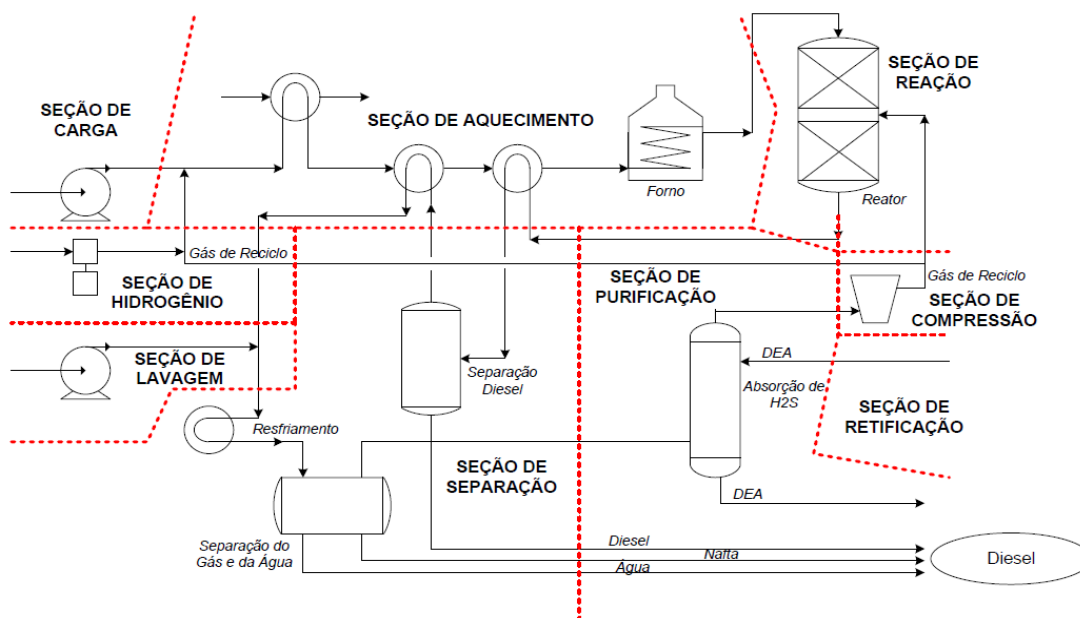 SEÇÃO DE
CARGA
SEÇÃO DE AQUECIMENTO
Forno
SEÇÃO DE
REAÇÃO
Reator
Gás de Reciclo
SEÇÃO DE
HIDROGÊNIO
SEÇÃO DE
PURIFICAÇÃO
Gás de Reciclo
SEÇÃO DE
COMPRESSÃO
SEÇÃO DE
LAVAGEM
Separação
Diesel
DEA
Absorção de
H2S
SEÇÃO DE
RETIFICAÇÃO
Resfriamento
SEÇÃO DE
SEPARAÇÃO
DEA
Separação do
Gás e da Água
Diesel
Nafta
Água
Diesel